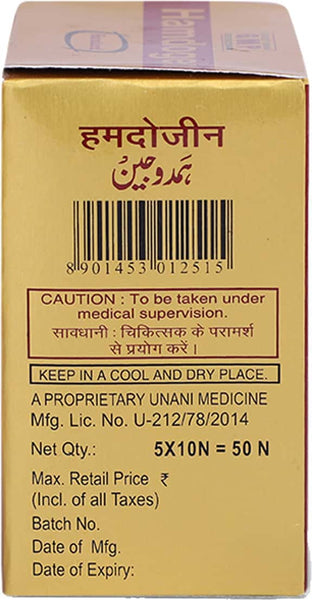 हमदोजीन
ہمدوجین
8901453 012515
CAUTION : To be taken under
medical supervision.
सावधानी : चिकित्सक के परामर्श
से प्रयोग करें ।
KEEP IN A COOL AND DRY PLACE.
A PROPRIETARY UNANI MEDICINE
Mfg. Lic. No. U-212/78/2014
Net Qty.: 5X10N = 50 N
Max. Retail Price ₹
(Incl. of all Taxes)
Batch No.
Date of Mfg.
Date of Expiry: